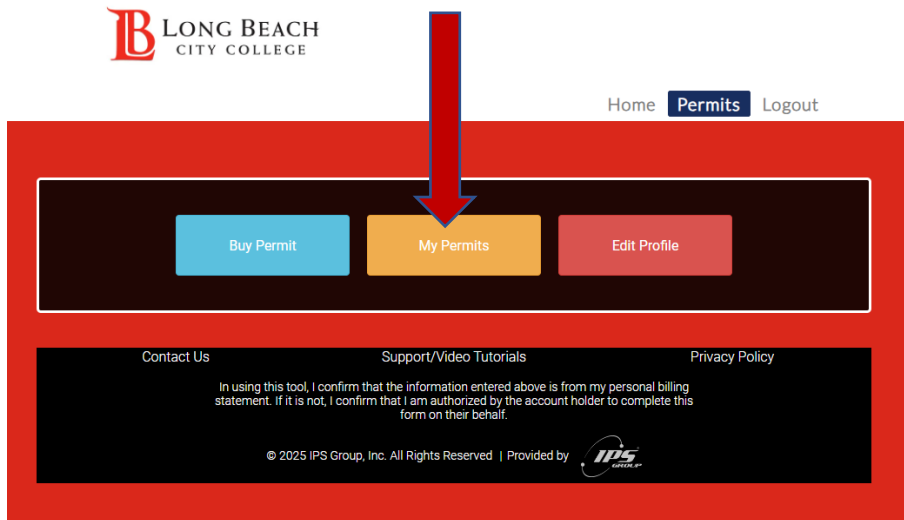 LONG BEACH
CITY COLLEGE
Home Permits Logout
Buy Permit My Permits Edit Profile
Contact Us Support/Video Tutorials Privacy Policy
In using this tool, I confirm that the information entered above is from my personal billing
statement. If it is not, I confirm that I am authorized by the account holder to complete this
form on their behalf.
© 2025 IPS Group, Inc. All Rights Reserved | Provided by IPS GROUP